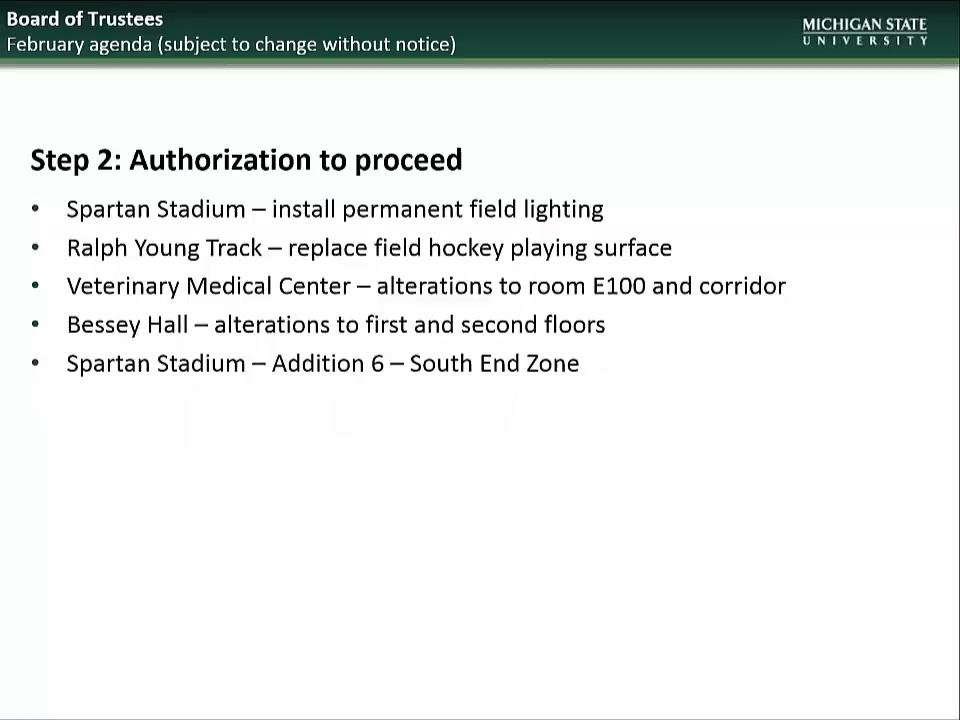 Board of Trustees
February agenda (subject to change without notice)
MICHIGAN STATE
UNIVERSITY
Step 2: Authorization to proceed
• Spartan Stadium – install permanent field lighting
• Ralph Young Track – replace field hockey playing surface
• Veterinary Medical Center – alterations to room E100 and corridor
• Bessey Hall – alterations to first and second floors
• Spartan Stadium – Addition 6 – South End Zone